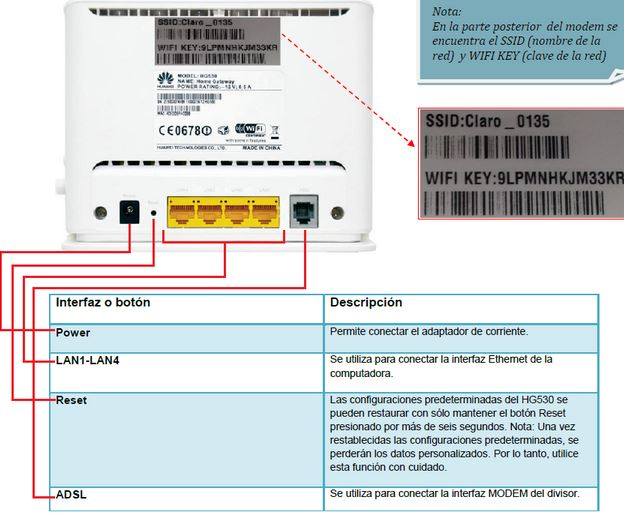 Nota:
En la parte posterior del modem se
encuentra el SSID (nombre de la
red) y WIFI KEY (clave de la red)
SSID:Claro_0135
WIFI KEY:9LPMNHKJM33KR
HUAWEI
MODEL: HG530
NAME: Home Gateway
POWER RATING:
CE0678
Wi Fi
HUAWEI TECHNOLOGIES CO., LTD.
MADE IN CHINA
SSID:Claro_0135
WIFI KEY:9LPMNHKJM33KR
Interfaz o botón
Descripción
Power
Permite conectar el adaptador de corriente.
LAN1-LAN4
Se utiliza para conectar la interfaz Ethernet de la
computadora.
Reset
Las configuraciones predeterminadas del HG530 se
pueden restaurar con sólo mantener el botón Reset
presionado por más de seis segundos. Nota: Una vez
restablecidas las configuraciones predeterminadas, se
perderán los datos personalizados. Por lo tanto, utilice
esta función con cuidado.
ADSL
Se utiliza para conectar la interfaz MODEM del divisor.